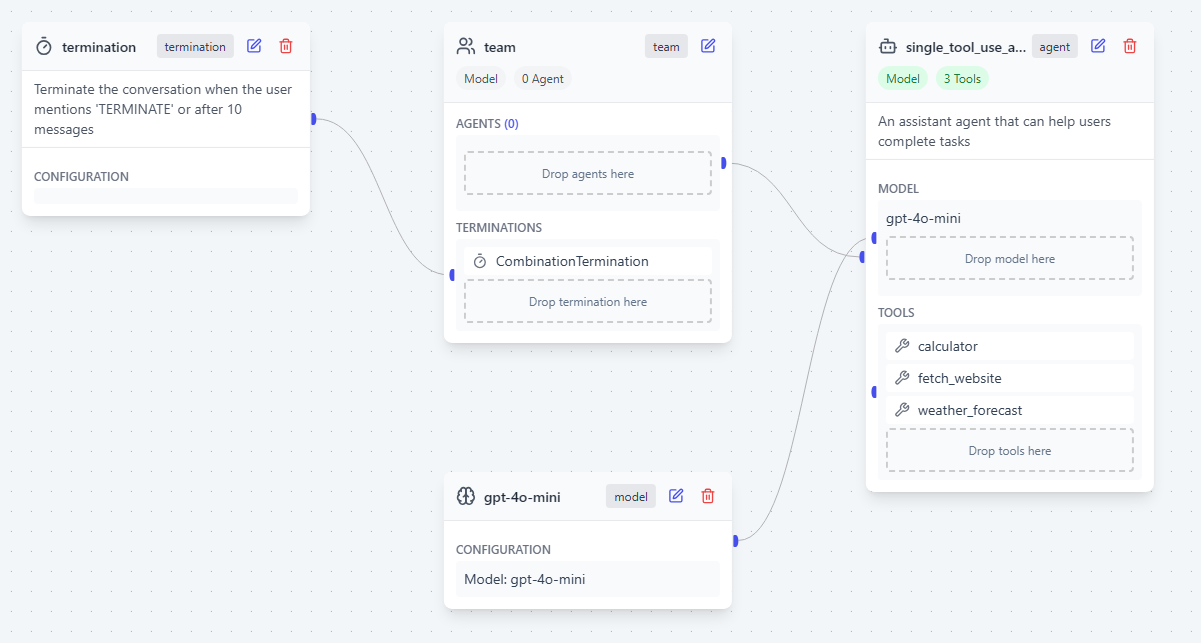 termination
termination
Terminate the conversation when the user
mentions 'TERMINATE' or after 10
messages
CONFIGURATION
team
team
Model
0 Agent
AGENTS (0)
Drop agents here
TERMINATIONS
CombinationTermination
Drop termination here
gpt-4o-mini
model
CONFIGURATION
Model: gpt-4o-mini
single_tool_use_a...
agent
Model
3 Tools
An assistant agent that can help users
complete tasks
MODEL
gpt-4o-mini
Drop model here
TOOLS
calculator
fetch_website
weather_forecast
Drop tools here